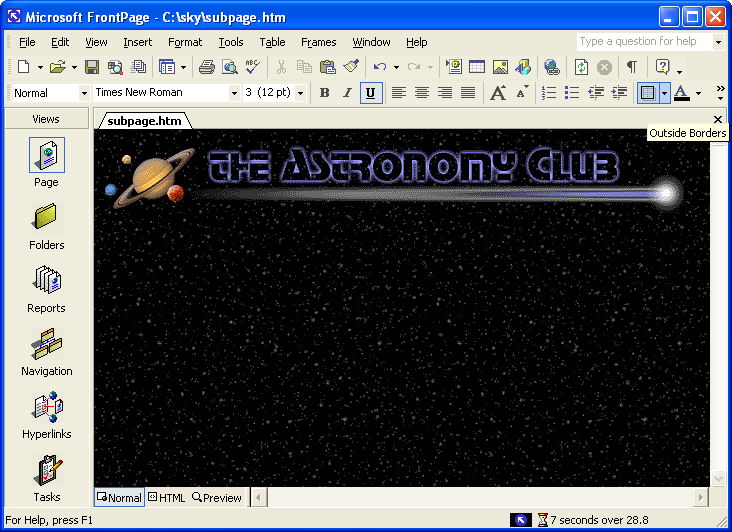 Microsoft FrontPage - C:\sky\subpage.htm
File Edit View Insert Format Tools Table Frames Window Help Type a question for help
Normal Times New Roman 3 (12 pt) B I U A A A
Views subpage.htm
Outside Borders
the Astronomy Club
Page
Folders
Reports
Navigation
Hyperlinks
Tasks
Normal HTML Preview
For Help, press F1 7 seconds over 28.8